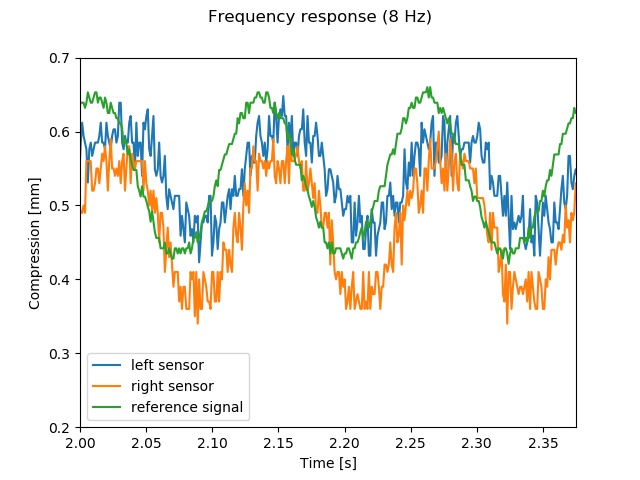 Frequency response (8 Hz)
0.7
0.6
0.5
0.4
0.3
0.2
Compression [mm]
left sensor
right sensor
reference signal
2.00 2.05 2.10 2.15 2.20 2.25 2.30 2.35
Time [s]